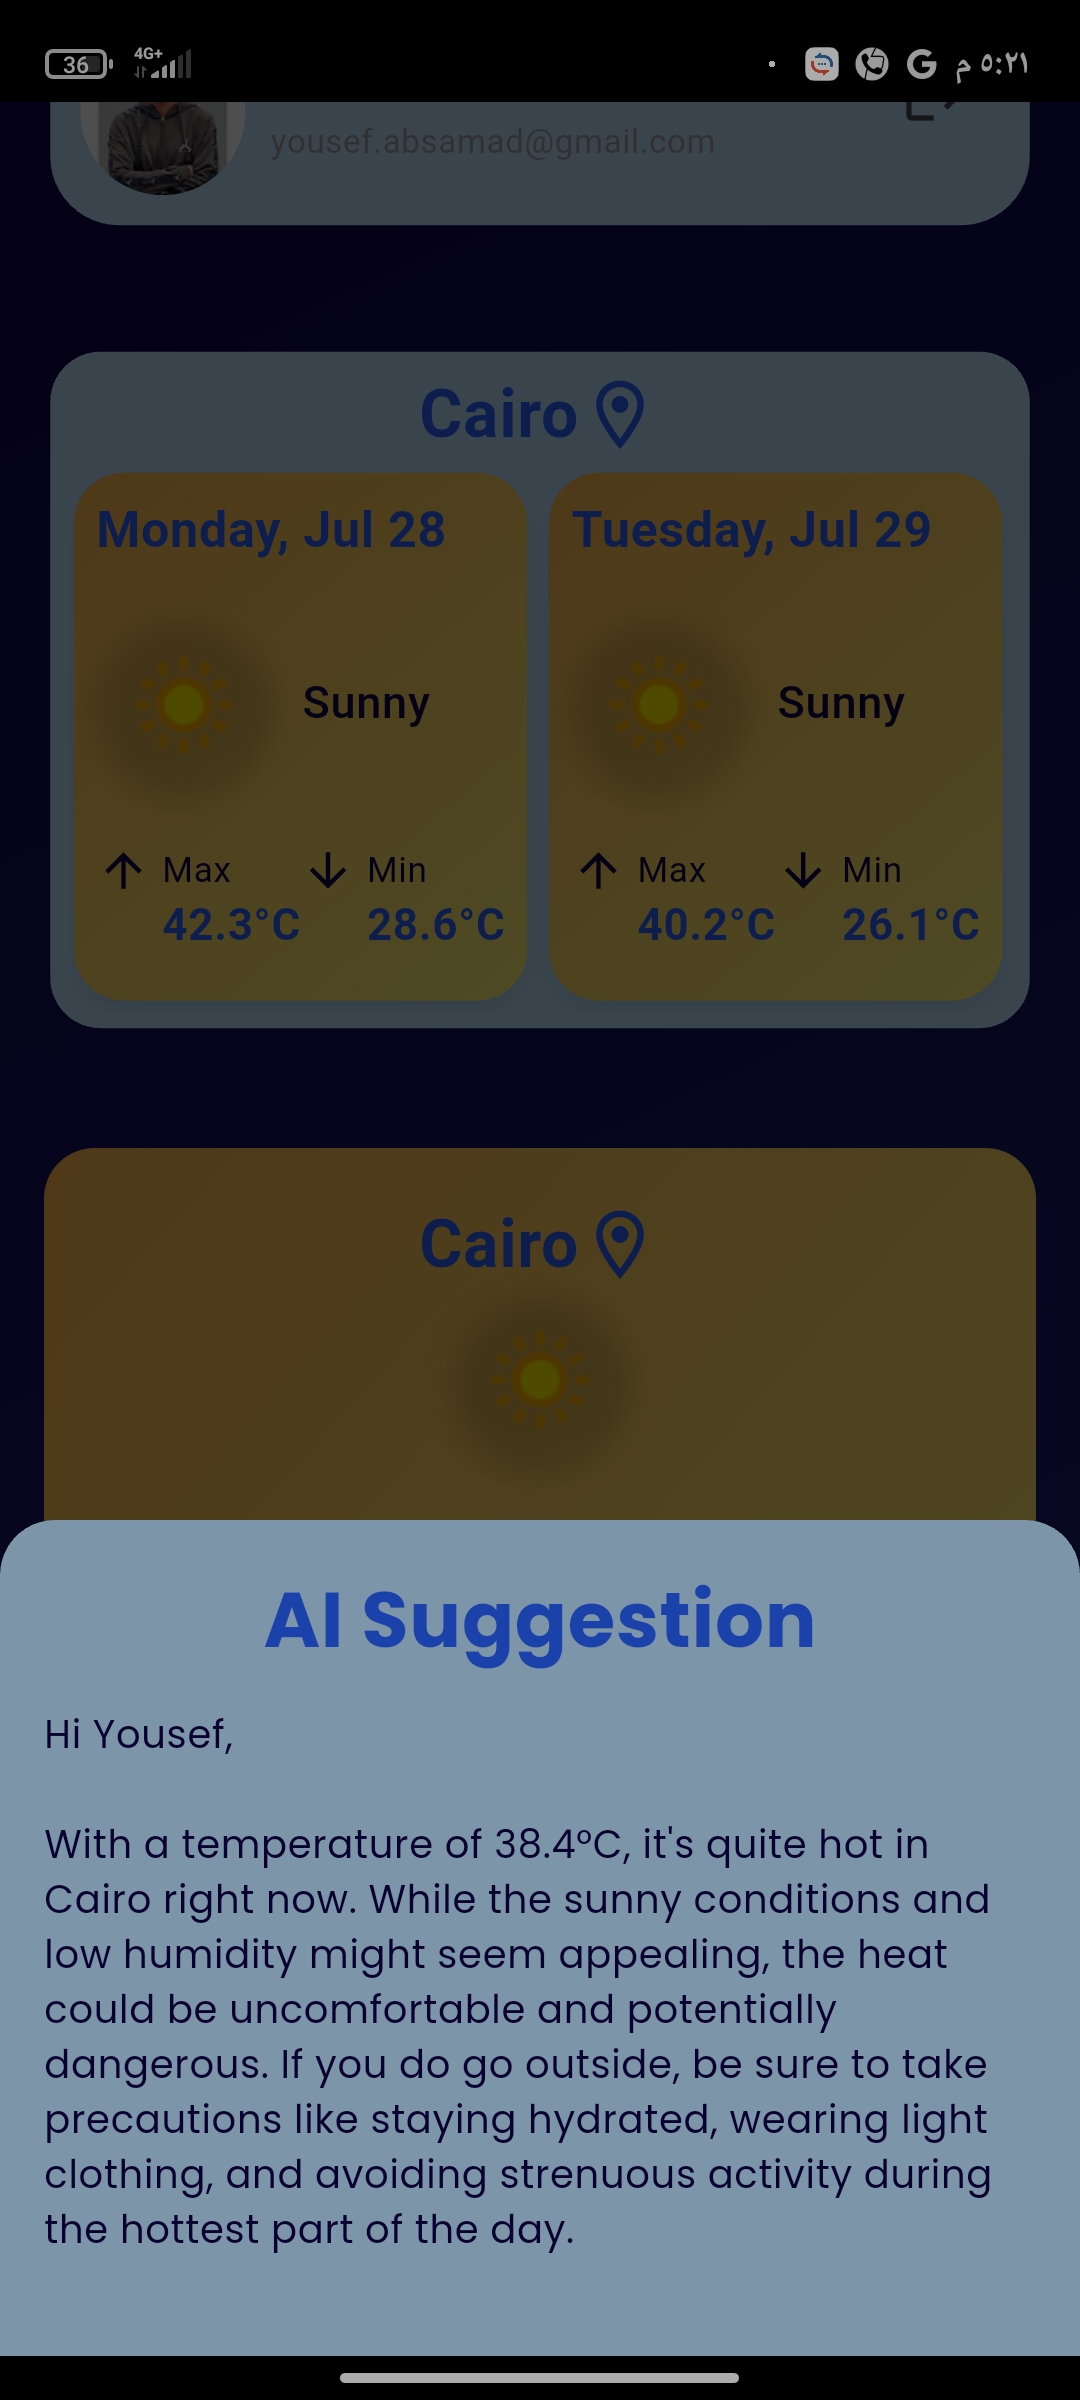 36 4G+ G ٥:٢١ م
yousef.absamad@gmail.com
Cairo
Monday, Jul 28
Tuesday, Jul 29
Sunny
Sunny
Max
Min
Max
Min
42.3°C
28.6°C
40.2°C
26.1°C
Cairo
AI Suggestion
Hi Yousef,
With a temperature of 38.4°C, it's quite hot in
Cairo right now. While the sunny conditions and
low humidity might seem appealing, the heat
could be uncomfortable and potentially
dangerous. If you do go outside, be sure to take
precautions like staying hydrated, wearing light
clothing, and avoiding strenuous activity during
the hottest part of the day.